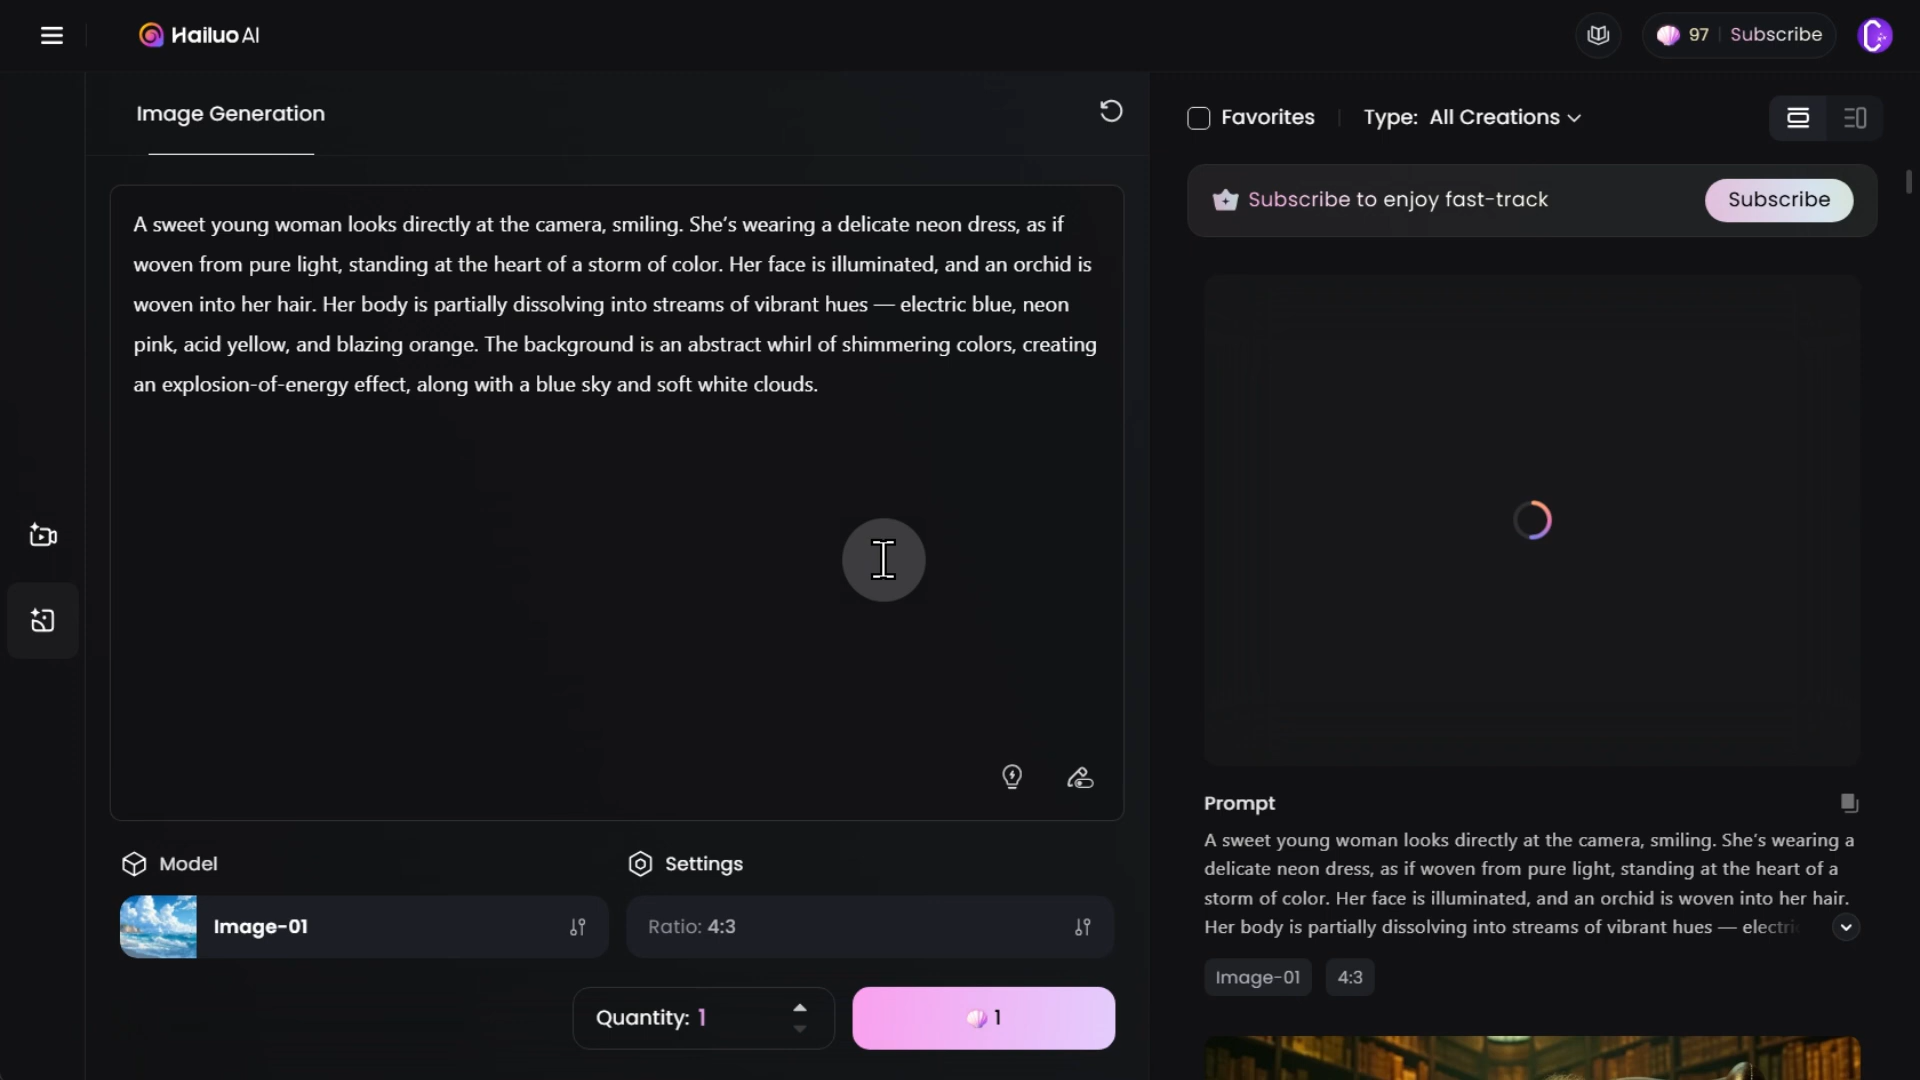 Hailuo AI
97 | Subscribe
Image Generation
Favorites
Type: All Creations
Subscribe to enjoy fast-track
Subscribe
A sweet young woman looks directly at the camera, smiling. She's wearing a delicate neon dress, as if
woven from pure light, standing at the heart of a storm of color. Her face is illuminated, and an orchid is
woven into her hair. Her body is partially dissolving into streams of vibrant hues — electric blue, neon
pink, acid yellow, and blazing orange. The background is an abstract whirl of shimmering colors, creating
an explosion-of-energy effect, along with a blue sky and soft white clouds.
Model
Settings
Image-01
Ratio: 4:3
Quantity: 1
1
Prompt
A sweet young woman looks directly at the camera, smiling. She's wearing a
delicate neon dress, as if woven from pure light, standing at the heart of a
storm of color. Her face is illuminated, and an orchid is woven into her hair.
Her body is partially dissolving into streams of vibrant hues — electri
Image-01
4:3